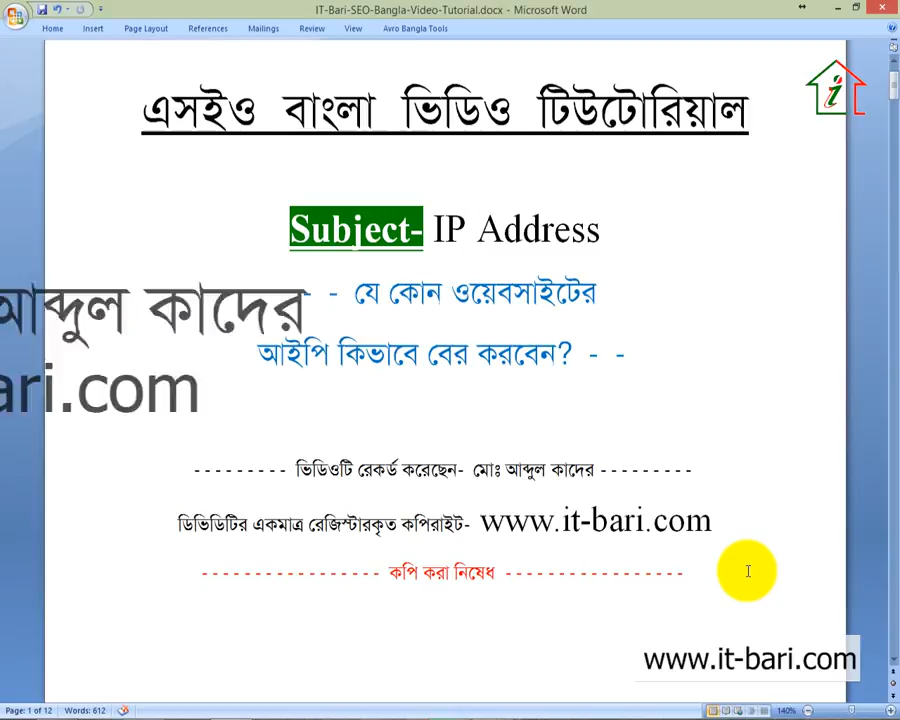 IT-Bari-SEO-Bangla-Video-Tutorial.docx - Microsoft Word
Home Insert Page Layout References Mailings Review View Avro Bangla Tools
এসইও বাংলা ভিডিও টিউটোরিয়াল
Subject- IP Address
- - যে কোন ওয়েবসাইটের
আব্দুল কাদের
আইপি কিভাবে বের করবেন? - -
ari.com
--------- ভিডিওটি রেকর্ড করেছেন- মোঃ আব্দুল কাদের ---------
ডিভিডিটির একমাত্র রেজিস্টারকৃত কপিরাইট- www.it-bari.com
----------------- কপি করা নিষেধ -----------------
www.it-bari.com
Page: 1 of 12 Words: 612 140%